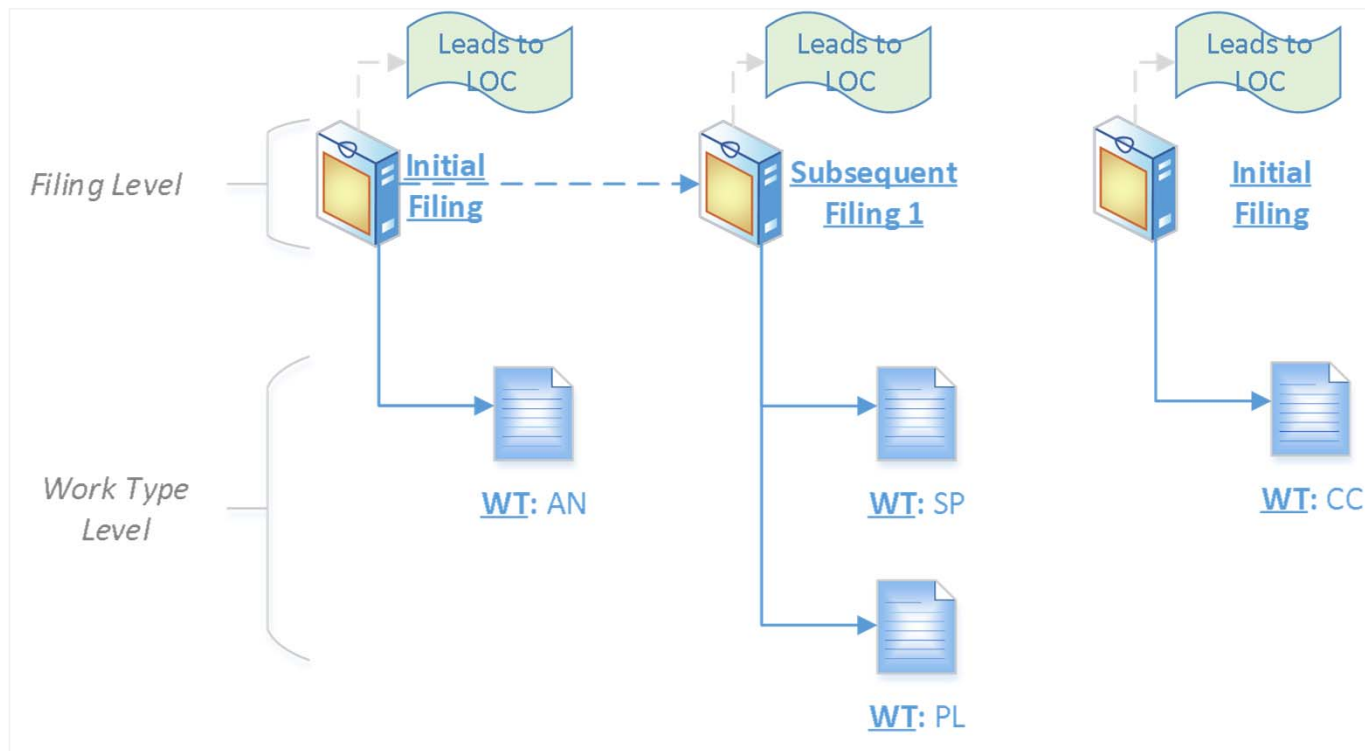 Leads to
LOC
Leads to
LOC
Leads to
LOC
Filing Level
Initial
Filing
Subsequent
Filing 1
Initial
Filing
Work Type
Level
WT: AN
WT: SP
WT: CC
WT: PL